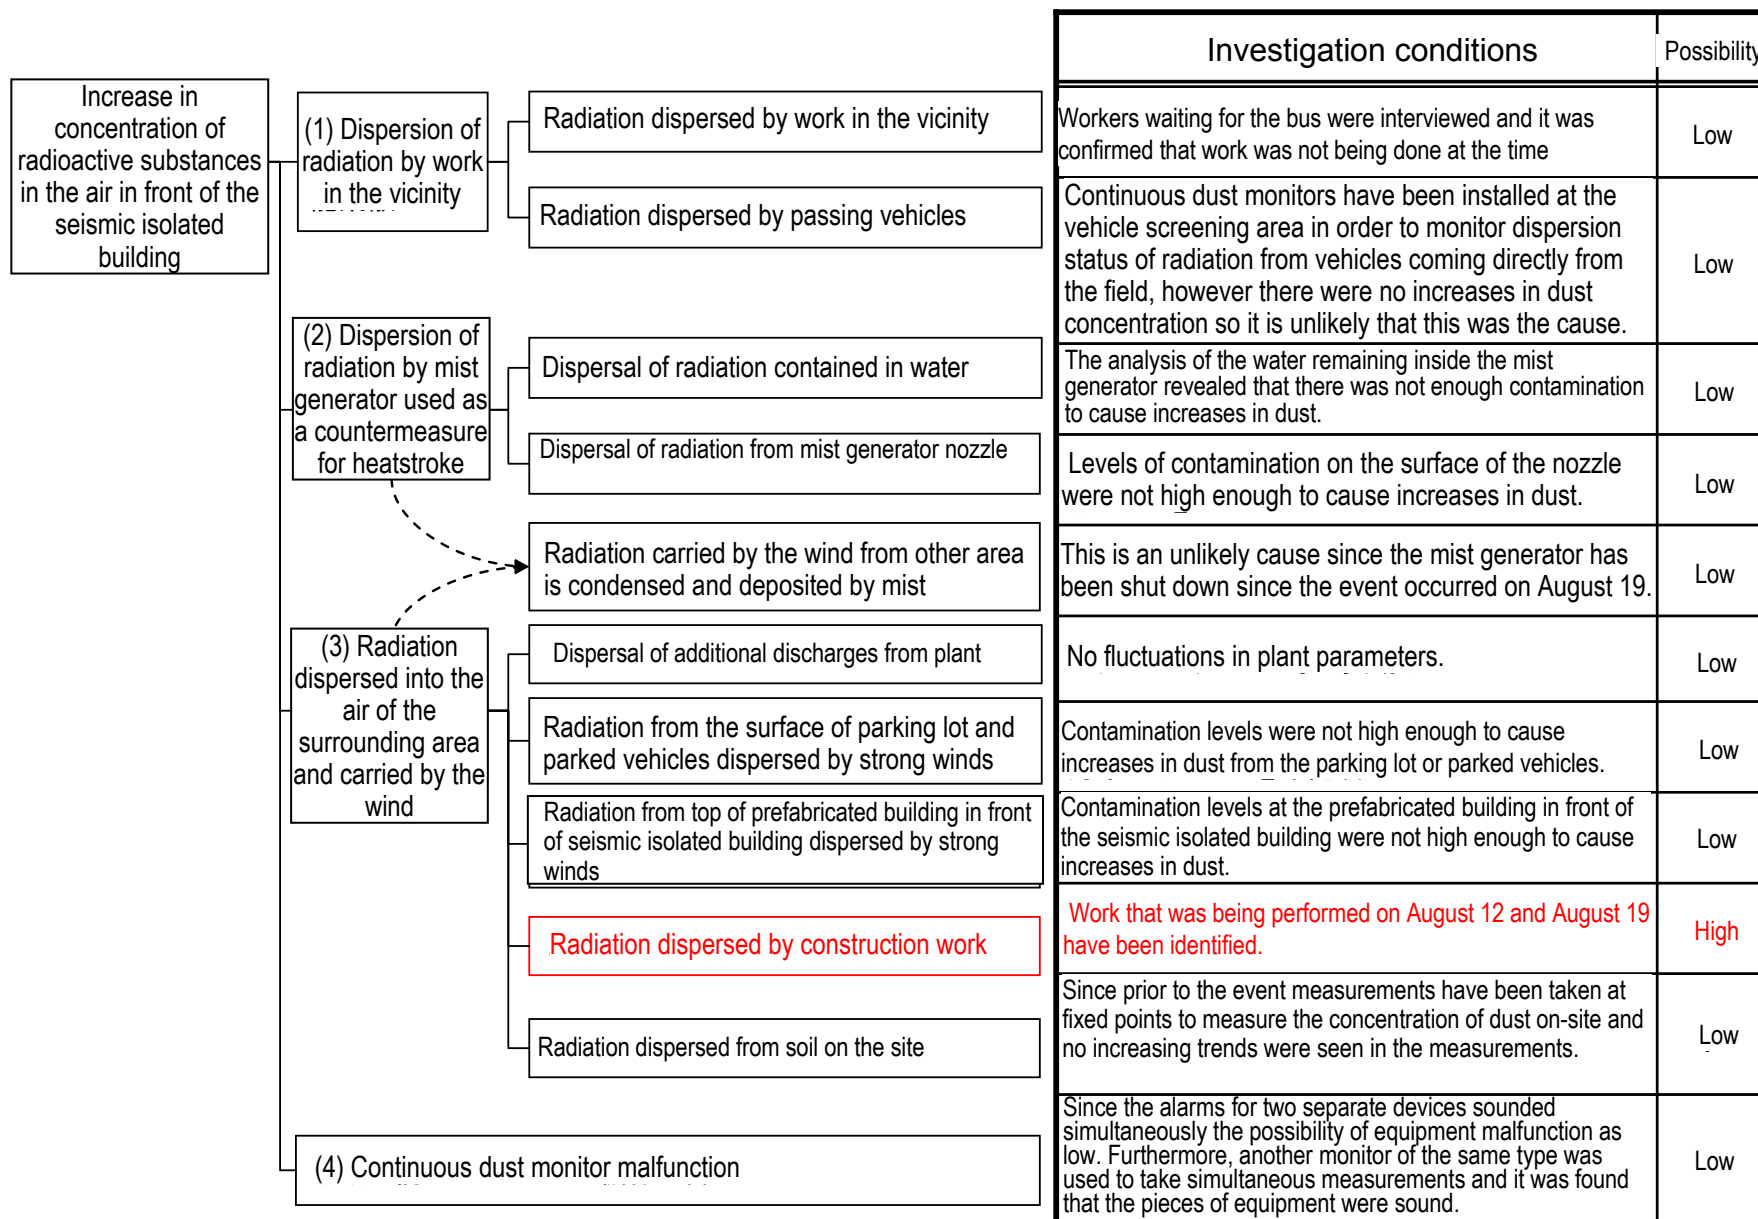 Investigation conditions
Possibility
Increase in
concentration of
radioactive substances
in the air in front of the
seismic isolated
building
(1) Dispersion of
radiation by work
in the vicinity
Radiation dispersed by work in the vicinity
Workers waiting for the bus were interviewed and it was
confirmed that work was not being done at the time
Low
Radiation dispersed by passing vehicles
Continuous dust monitors have been installed at the
vehicle screening area in order to monitor dispersion
status of radiation from vehicles coming directly from
the field, however there were no increases in dust
concentration so it is unlikely that this was the cause.
Low
(2) Dispersion of
radiation by mist
generator used as
a countermeasure
for heatstroke
Dispersal of radiation contained in water
The analysis of the water remaining inside the mist
generator revealed that there was not enough contamination
to cause increases in dust.
Low
Dispersal of radiation from mist generator nozzle
Levels of contamination on the surface of the nozzle
were not high enough to cause increases in dust.
Low
Radiation carried by the wind from other area
is condensed and deposited by mist
This is an unlikely cause since the mist generator has
been shut down since the event occurred on August 19.
Low
(3) Radiation
dispersed into the
air of the
surrounding area
and carried by the
wind
Dispersal of additional discharges from plant
No fluctuations in plant parameters.
Low
Radiation from the surface of parking lot and
parked vehicles dispersed by strong winds
Contamination levels were not high enough to cause
increases in dust from the parking lot or parked vehicles.
Low
Radiation from top of prefabricated building in front
of seismic isolated building dispersed by strong
winds
Contamination levels at the prefabricated building in front of
the seismic isolated building were not high enough to cause
increases in dust.
Low
Radiation dispersed by construction work
Work that was being performed on August 12 and August 19
have been identified.
High
Radiation dispersed from soil on the site
Since prior to the event measurements have been taken at
fixed points to measure the concentration of dust on-site and
no increasing trends were seen in the measurements.
Low
(4) Continuous dust monitor malfunction
Since the alarms for two separate devices sounded
simultaneously the possibility of equipment malfunction as
low. Furthermore, another monitor of the same type was
used to take simultaneous measurements and it was found
that the pieces of equipment were sound.
Low